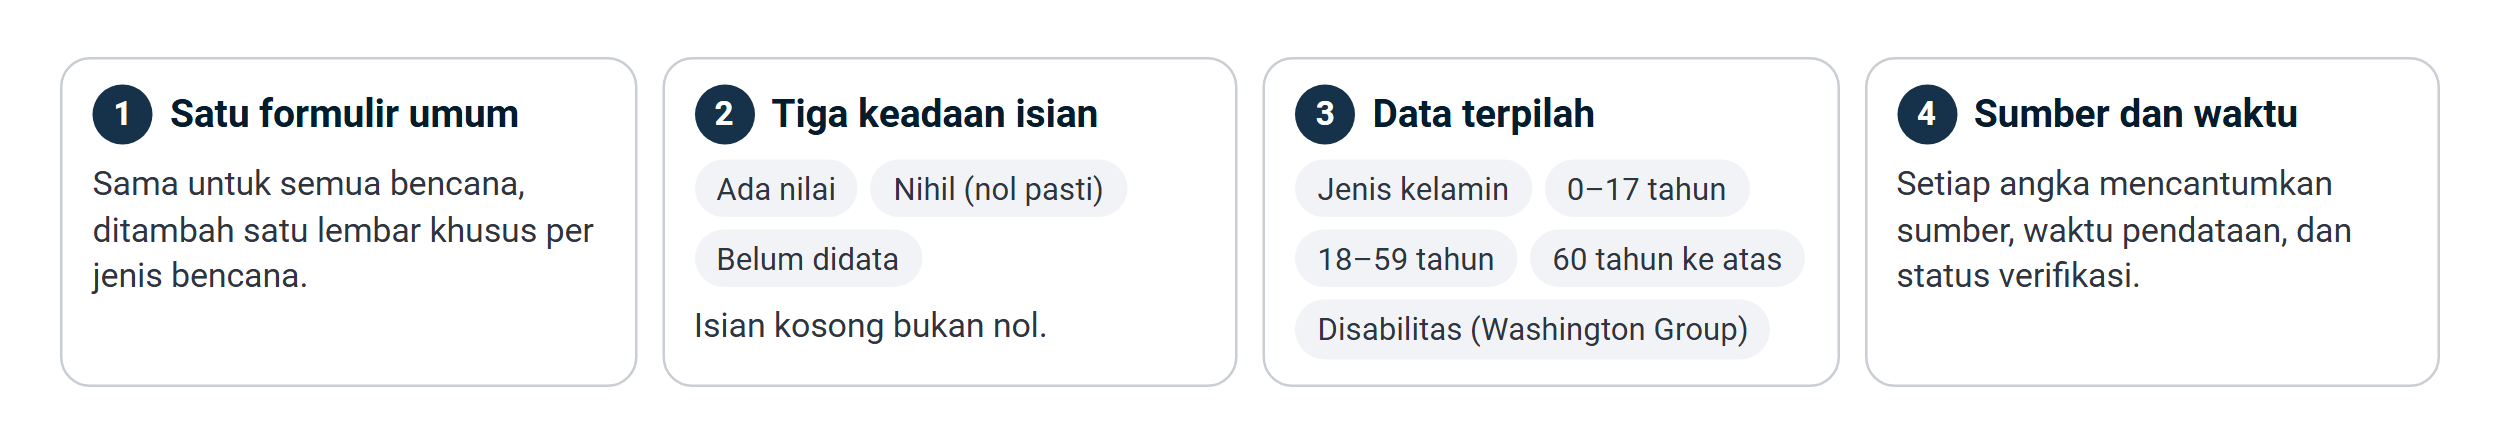 1 Satu formulir umum
Sama untuk semua bencana,
ditambah satu lembar khusus per
jenis bencana.
2 Tiga keadaan isian
Ada nilai
Nihil (nol pasti)
Belum didata
Isian kosong bukan nol.
3 Data terpilah
Jenis kelamin
0–17 tahun
18–59 tahun
60 tahun ke atas
Disabilitas (Washington Group)
4 Sumber dan waktu
Setiap angka mencantumkan
sumber, waktu pendataan, dan
status verifikasi.